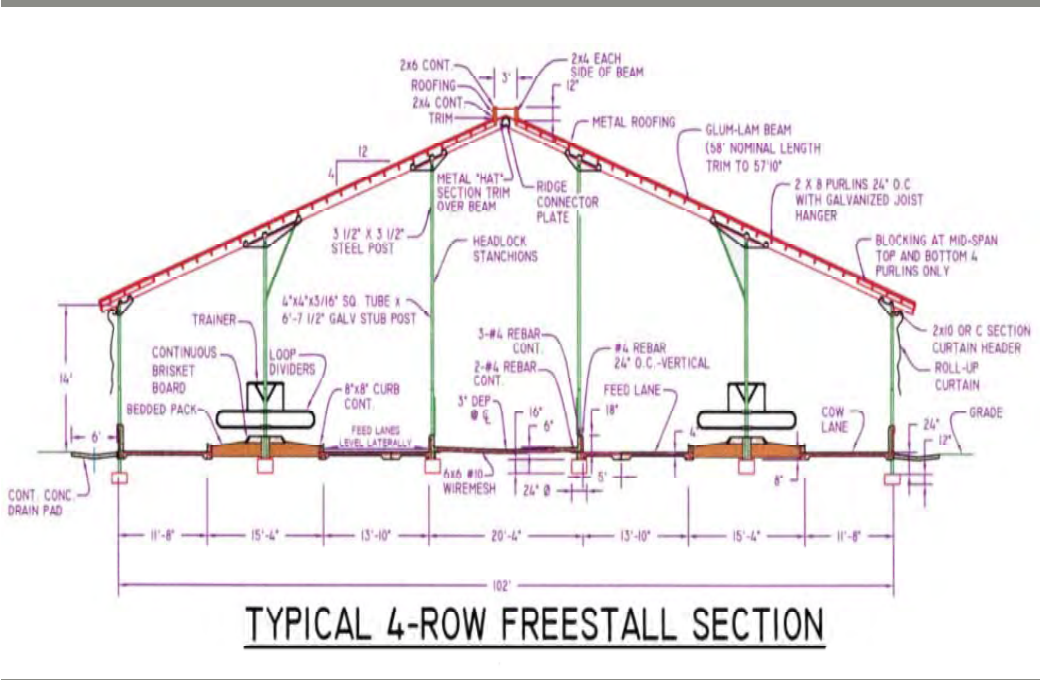 2x6 CONT.
ROOFING
2x4 CONT.
TRIM
3'
2x4 EACH
SIDE OF BEAM
12"
METAL ROOFING
GLUM-LAM BEAM
(58' NOMINAL LENGTH
TRIM TO 57'10"
12
4
METAL "HAT"
SECTION TRIM
OVER BEAM
RIDGE
CONNECTOR
PLATE
2 X 8 PURLINS 24" O.C
WITH GALVANIZED JOIST
HANGER
3 1/2" X 3 1/2"
STEEL POST
HEADLOCK
STANCHIONS
BLOCKING AT MID-SPAN
TOP AND BOTTOM 4
PURLINS ONLY
4"x4"x3/16" SQ. TUBE x
6'-7 1/2" GALV STUB POST
TRAINER
LOOP
DIVIDERS
CONTINUOUS
BRISKET
BOARD
BEDDED PACK
8"x8" CURB
CONT.
3-#4 REBAR
CONT.
2-#4 REBAR
CONT.
#4 REBAR
24" O.C.-VERTICAL
2x10 OR C SECTION
CURTAIN HEADER
ROLL-UP
CURTAIN
14'
6'
FEED LANES
LEVEL LATERALLY
3" DEP
@ ℄
16"
6"
18"
FEED LANE
4"
COW
LANE
24"
12"
GRADE
CONT. CONC.
DRAIN PAD
6x6 #10
WIREMESH
24" Ø
5'
8"
11'-8"
15'-4"
13'-10"
20'-4"
13'-10"
15'-4"
11'-8"
102'
TYPICAL 4-ROW FREESTALL SECTION